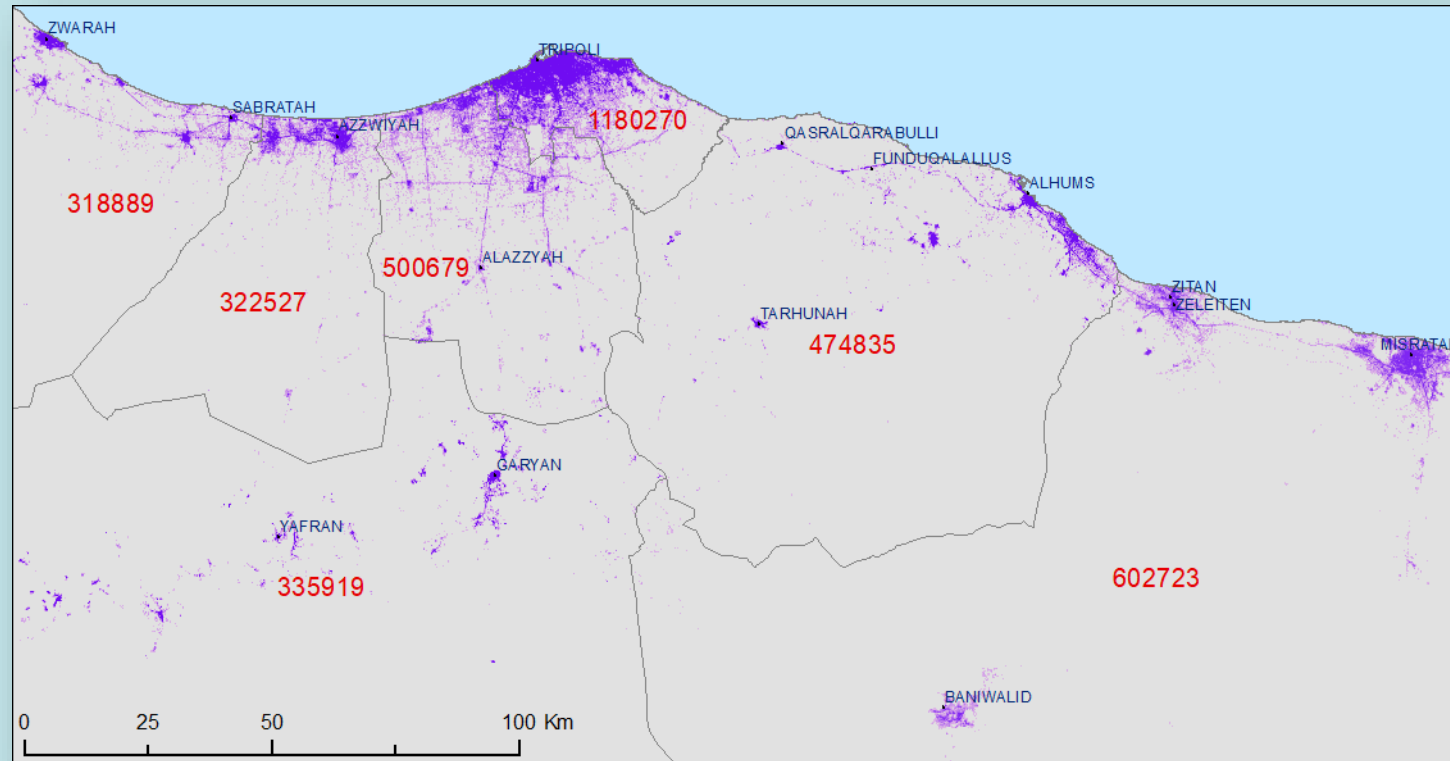 ZWARAH
TRIPOLI
SABRATAH
AZZWIYAH
1180270
QASRALQARABULLI
FUNDUQALALLUS
ALHUMS
318889
500679
ALAZZYAH
322527
ZITAN
ZELEITEN
TARHUNAH
474835
MISRATAH
GARYAN
YAFRAN
335919
602723
BANIWALID
0 25 50 100 Km